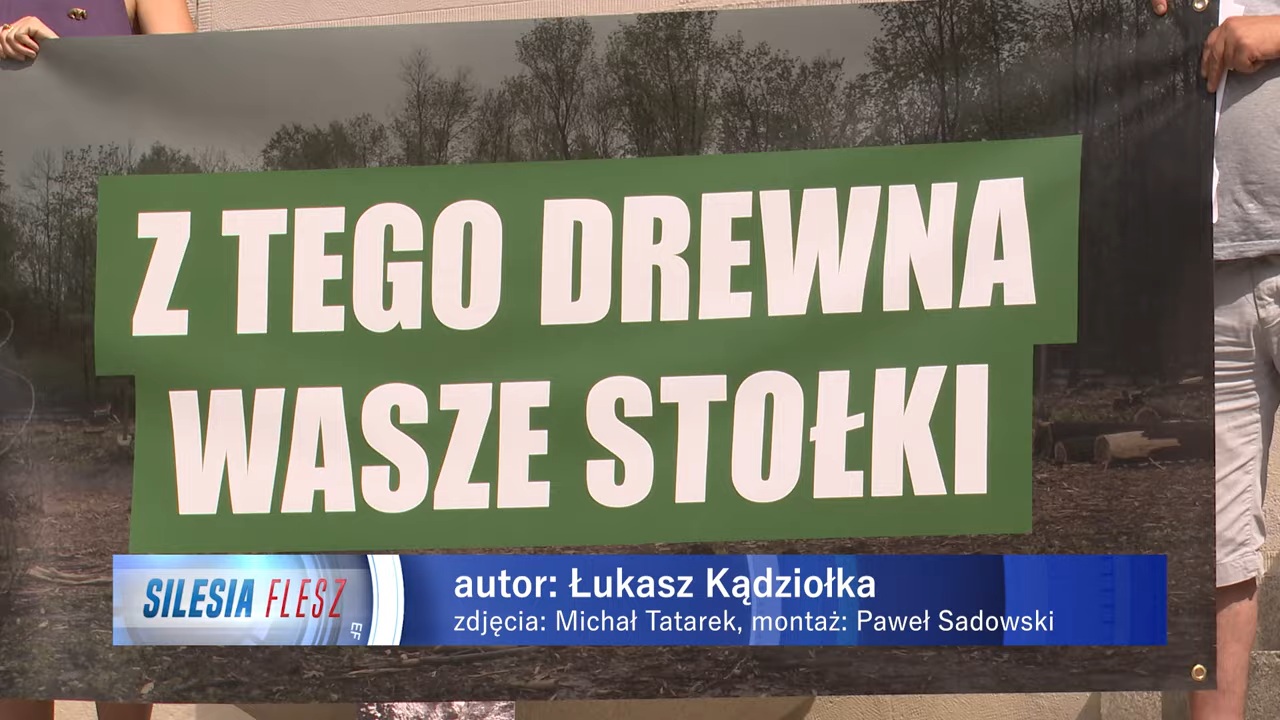 Z TEGO DREWNA
WASZE STOŁKI
SILESIA FLESZ
autor: Łukasz Kądziołka
zdjęcia: Michał Tatarek, montaż: Paweł Sadowski